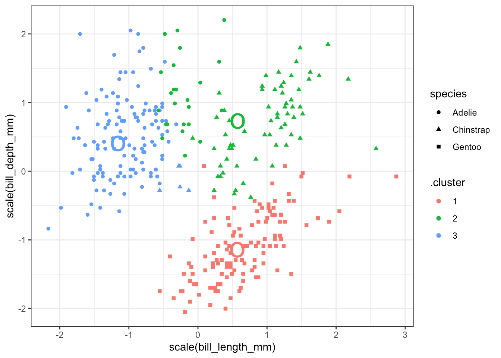 2
1
0
-1
-2
scale(bill_depth_mm)
-2
-1
0
1
2
3
scale(bill_length_mm)
O
O
O
species
Adelie
Chinstrap
Gentoo
.cluster
1
2
3